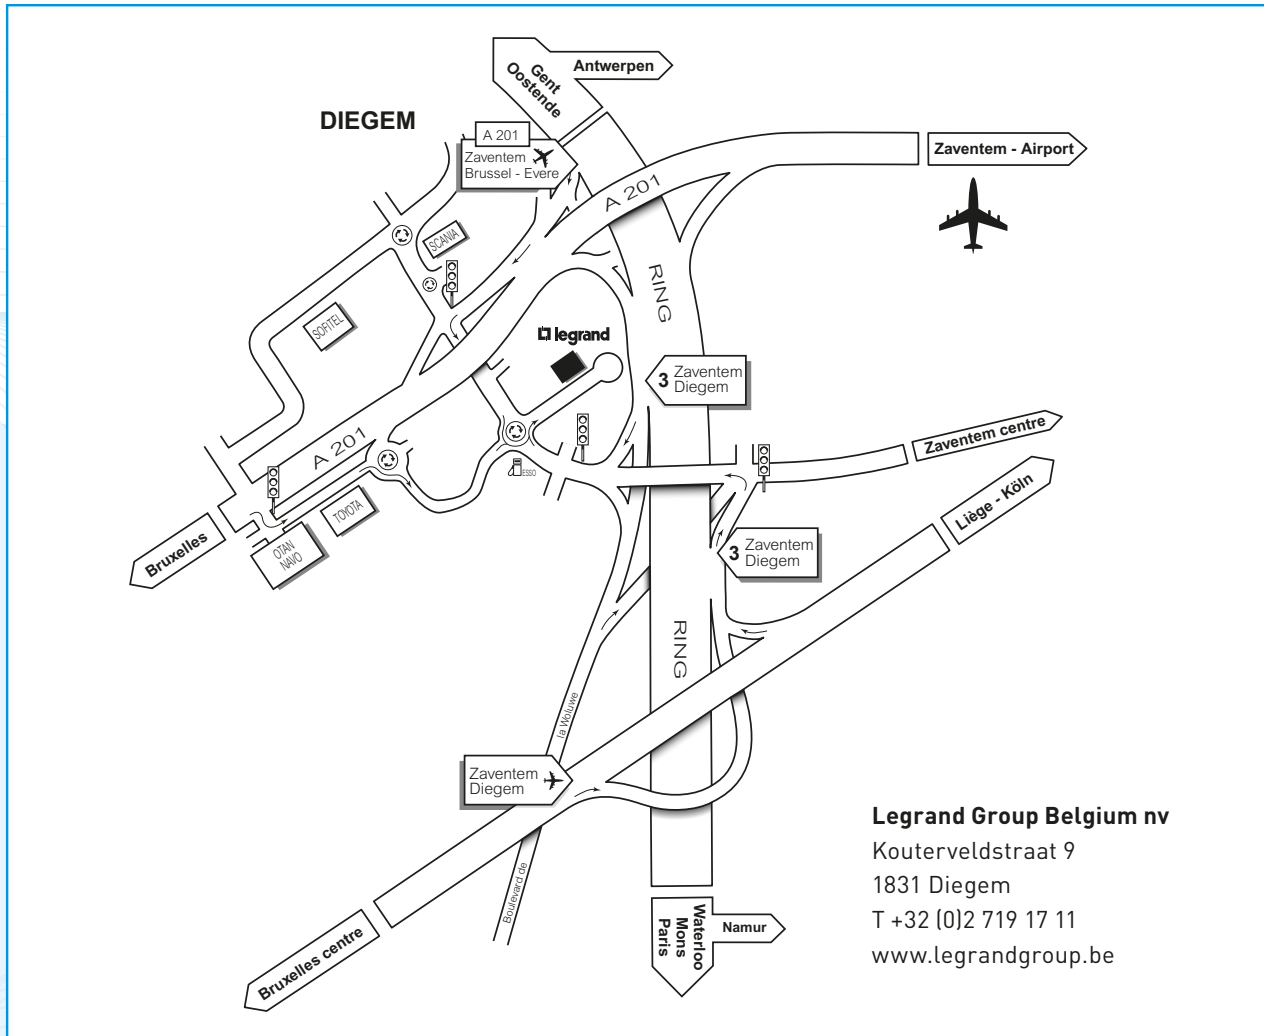 Antwerpen
Gent
Oostende
DIEGEM
A 201
Zaventem
Brussel - Evere
Zaventem - Airport
A 201
SCANIA
RING
SOFITEL
legrand
3 Zaventem
Diegem
Zaventem centre
A 201
ESSO
TOYOTA
Liège - Köln
OTAN
NAVO
Bruxelles
3 Zaventem
Diegem
RING
la Woluwe
Zaventem
Diegem
Boulevard de
Bruxelles centre
Waterloo
Mons
Paris
Namur
Legrand Group Belgium nv
Kouterveldstraat 9
1831 Diegem
T +32 (0)2 719 17 11
www.legrandgroup.be